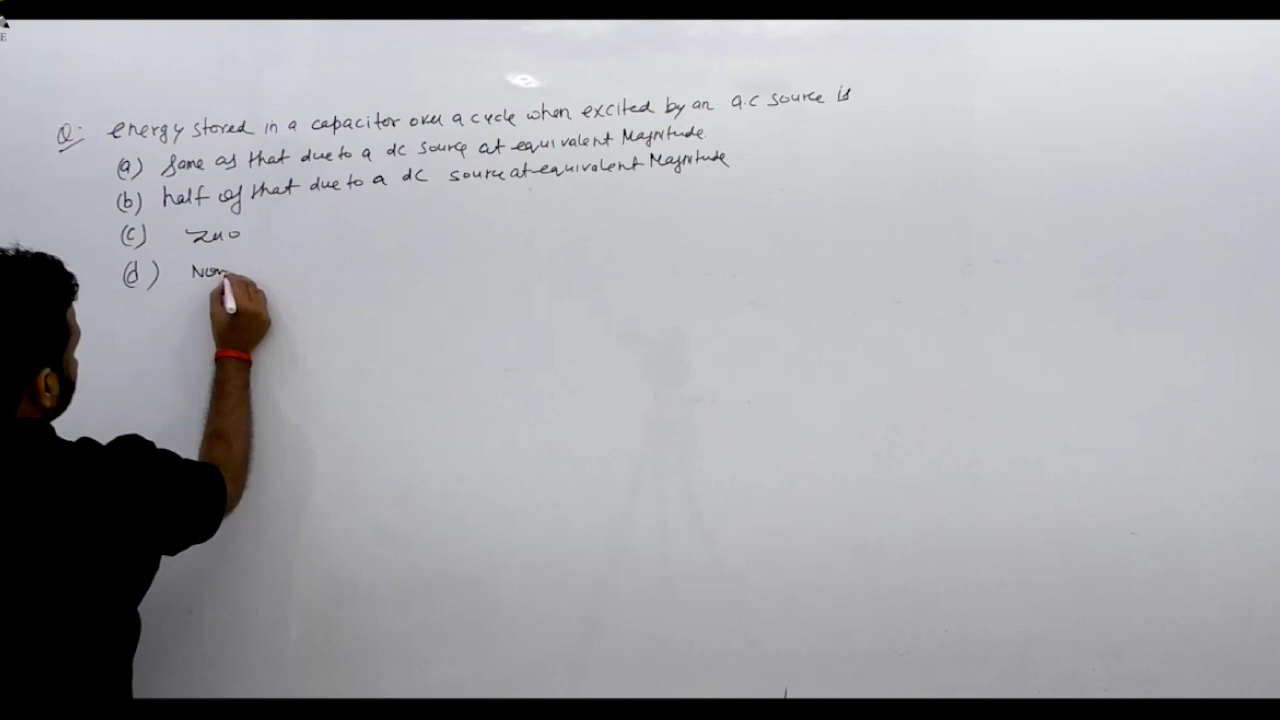 E
Q: energy stored in a capacitor over a cycle when excited by an a.c source is
(a) Same as that due to a dc source at equivalent Magnitude.
(b) half of that due to a dc source at equivalent Magnitude
(c) Zero
(d) Non